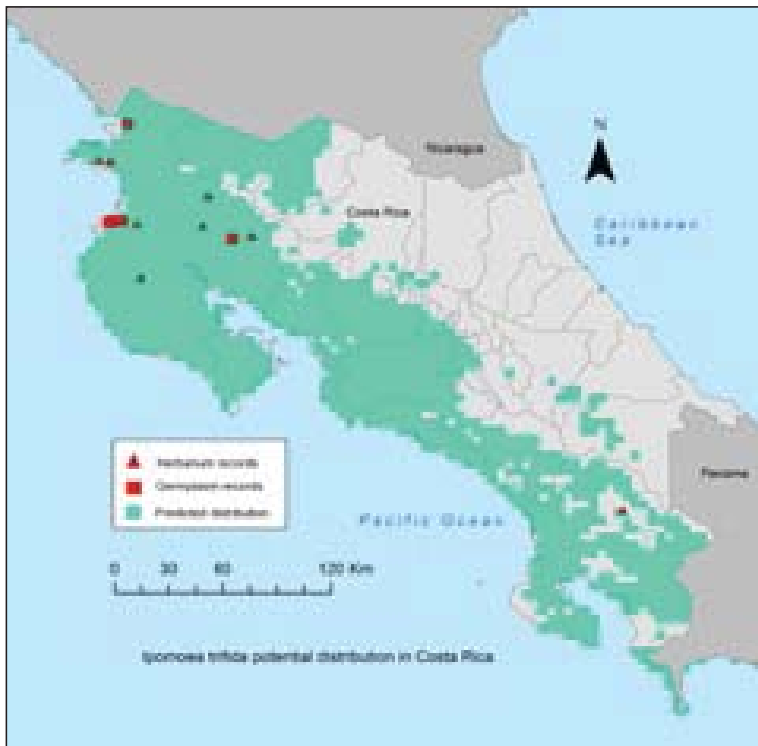 Nicaragua
N
Costa Rica
Caribbean
Sea
Herbarium records
Germplasm records
Predicted distribution
Panama
Pacific Ocean
0 30 60 120 Km
Ipomoea trifida potential distribution in Costa Rica